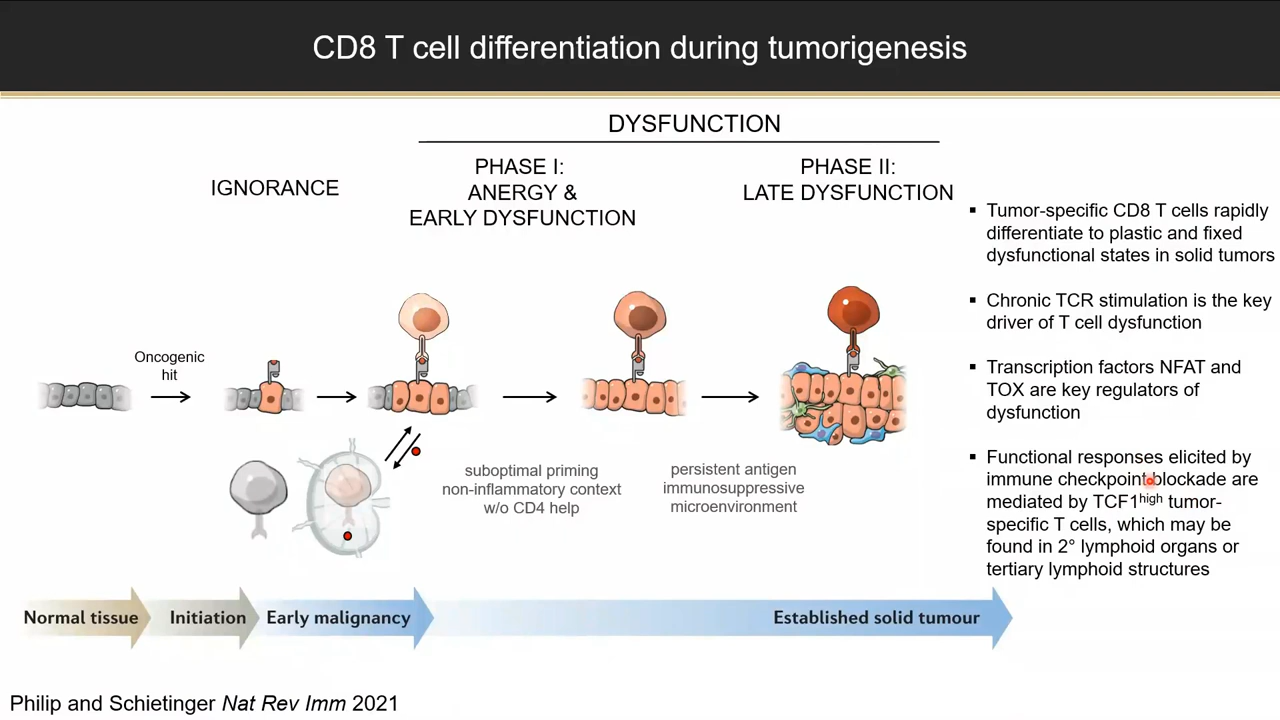 CD8 T cell differentiation during tumorigenesis
DYSFUNCTION
IGNORANCE
PHASE I:
ANERGY &
EARLY DYSFUNCTION
PHASE II:
LATE DYSFUNCTION
Oncogenic
hit
suboptimal priming
non-inflammatory context
w/o CD4 help
persistent antigen
immunosuppressive
microenvironment
▪ Tumor-specific CD8 T cells rapidly
differentiate to plastic and fixed
dysfunctional states in solid tumors
▪ Chronic TCR stimulation is the key
driver of T cell dysfunction
▪ Transcription factors NFAT and
TOX are key regulators of
dysfunction
▪ Functional responses elicited by
immune checkpoint blockade are
mediated by TCF1ʰⁱᵍʰ tumor-
specific T cells, which may be
found in 2° lymphoid organs or
tertiary lymphoid structures
Normal tissue
Initiation
Early malignancy
Established solid tumour
Philip and Schietinger Nat Rev Imm 2021